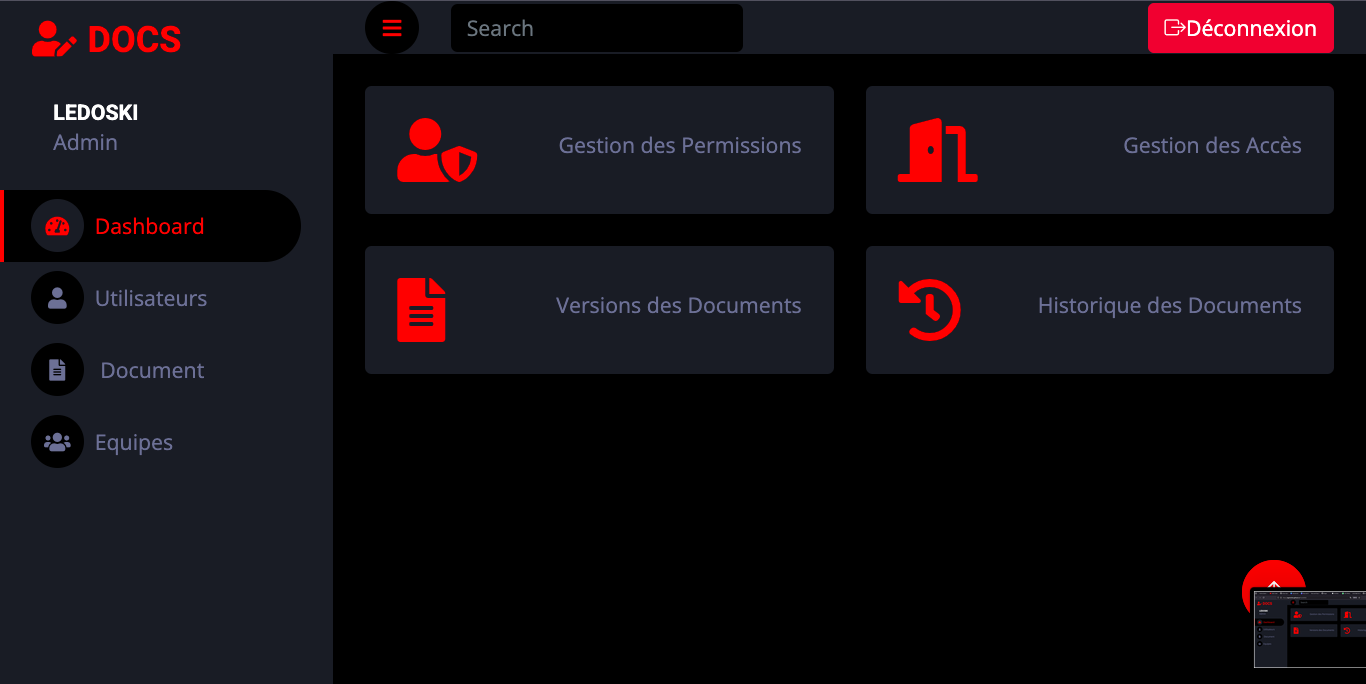 DOCS
Search
Déconnexion
LEDOSKI
Admin
Dashboard
Utilisateurs
Document
Equipes
Gestion des Permissions
Gestion des Accès
Versions des Documents
Historique des Documents